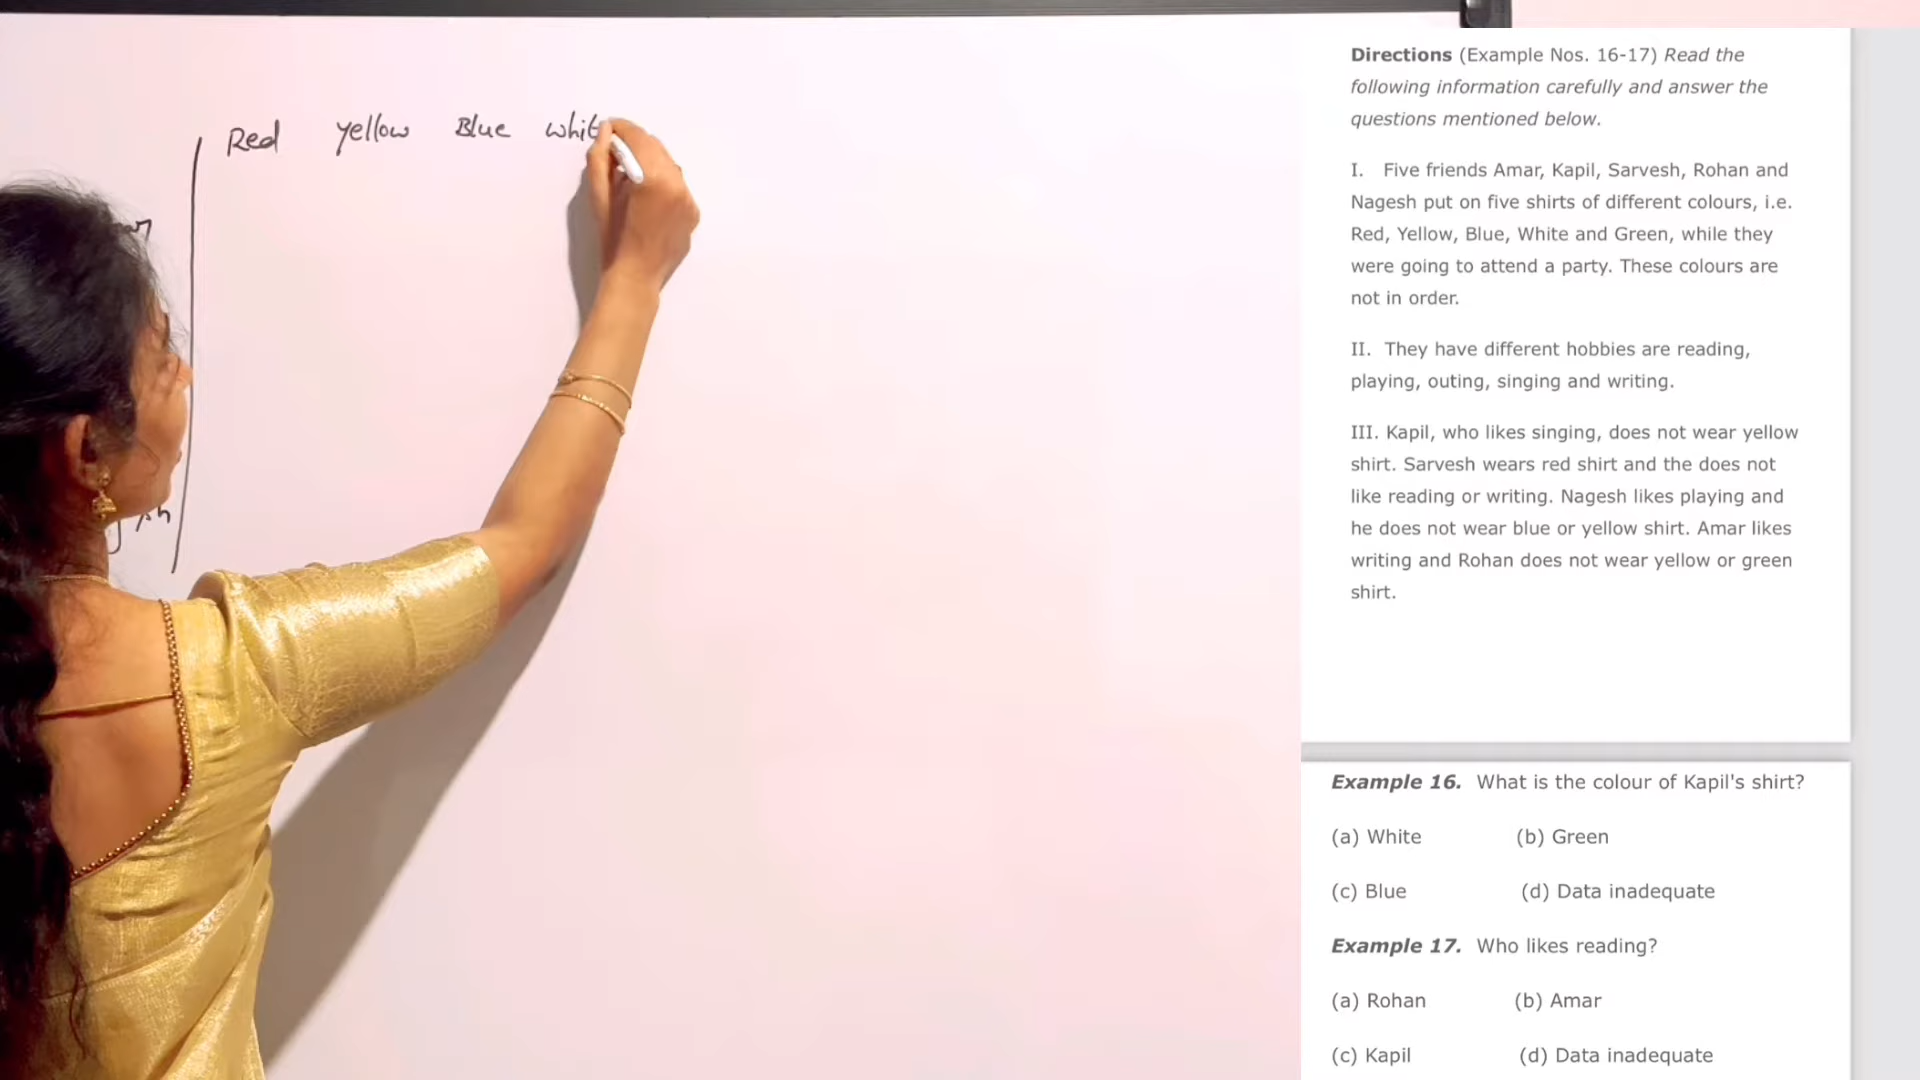 Red yellow Blue
Directions (Example Nos. 16-17) Read the
following information carefully and answer the
questions mentioned below.
I. Five friends Amar, Kapil, Sarvesh, Rohan and
Nagesh put on five shirts of different colours, i.e.
Red, Yellow, Blue, White and Green, while they
were going to attend a party. These colours are
not in order.
II. They have different hobbies are reading,
playing, outing, singing and writing.
III. Kapil, who likes singing, does not wear yellow
shirt. Sarvesh wears red shirt and the does not
like reading or writing. Nagesh likes playing and
he does not wear blue or yellow shirt. Amar likes
writing and Rohan does not wear yellow or green
shirt.
Example 16. What is the colour of Kapil's shirt?
(a) White (b) Green
(c) Blue (d) Data inadequate
Example 17. Who likes reading?
(a) Rohan (b) Amar
(c) Kapil (d) Data inadequate